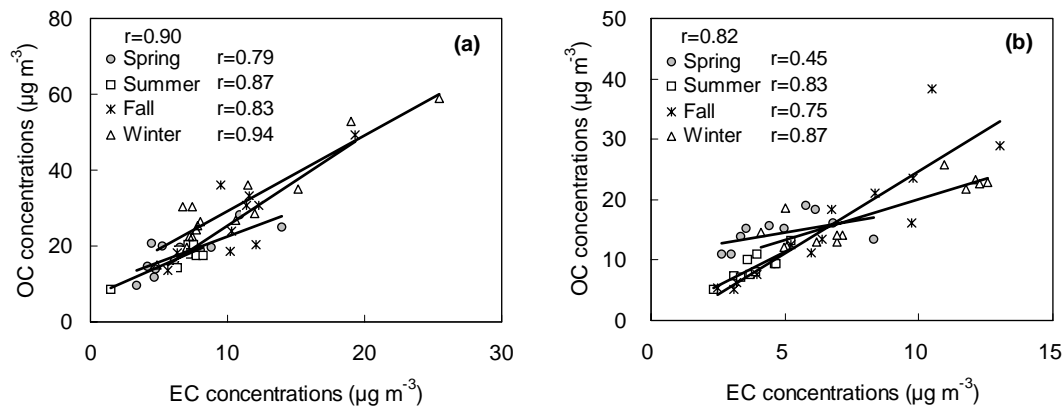 (a)
r=0.90
Spring r=0.79
Summer r=0.87
Fall r=0.83
Winter r=0.94
OC concentrations (µg m-3)
80
60
40
20
0
0 10 20 30
EC concentrations (µg m-3)
(b)
r=0.82
Spring r=0.45
Summer r=0.83
Fall r=0.75
Winter r=0.87
OC concentrations (µg m-3)
50
40
30
20
10
0
0 5 10 15
EC concentrations (µg m-3)